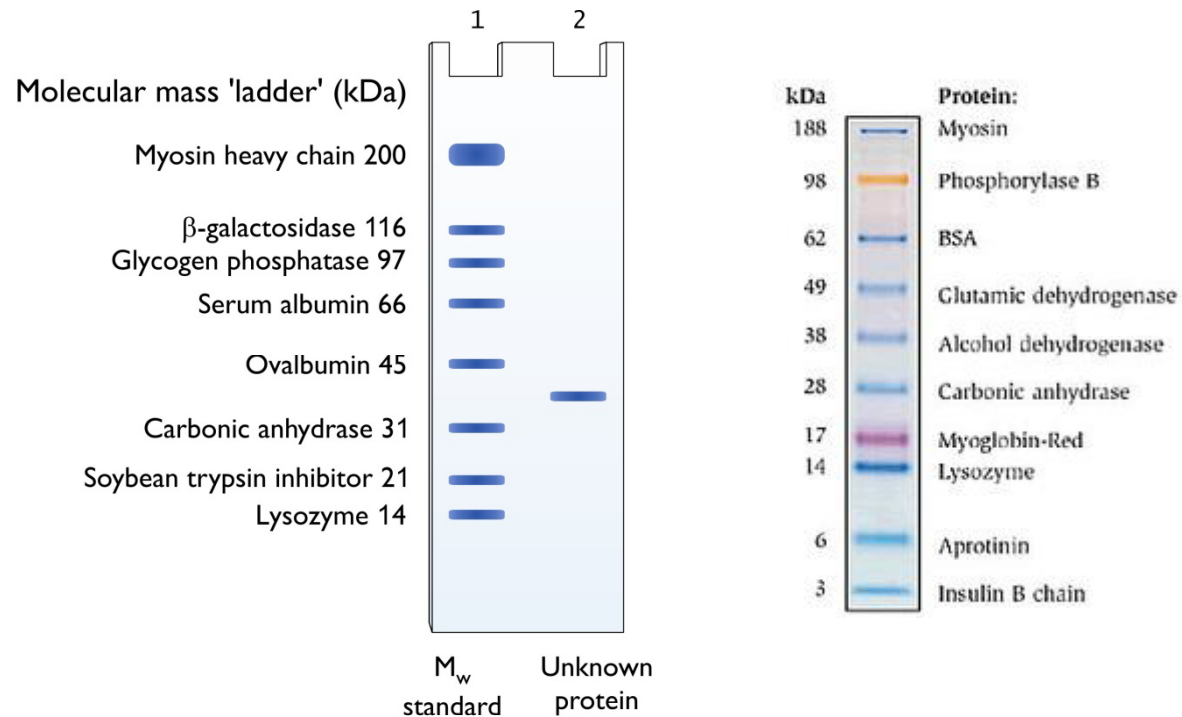 1 2
Molecular mass 'ladder' (kDa)
Myosin heavy chain 200
β-galactosidase 116
Glycogen phosphatase 97
Serum albumin 66
Ovalbumin 45
Carbonic anhydrase 31
Soybean trypsin inhibitor 21
Lysozyme 14
Mw
standard
Unknown
protein
kDa Protein:
188 Myosin
98 Phosphorylase B
62 BSA
49 Glutamic dehydrogenase
38 Alcohol dehydrogenase
28 Carbonic anhydrase
17 Myoglobin-Red
14 Lysozyme
6 Aprotinin
3 Insulin B chain